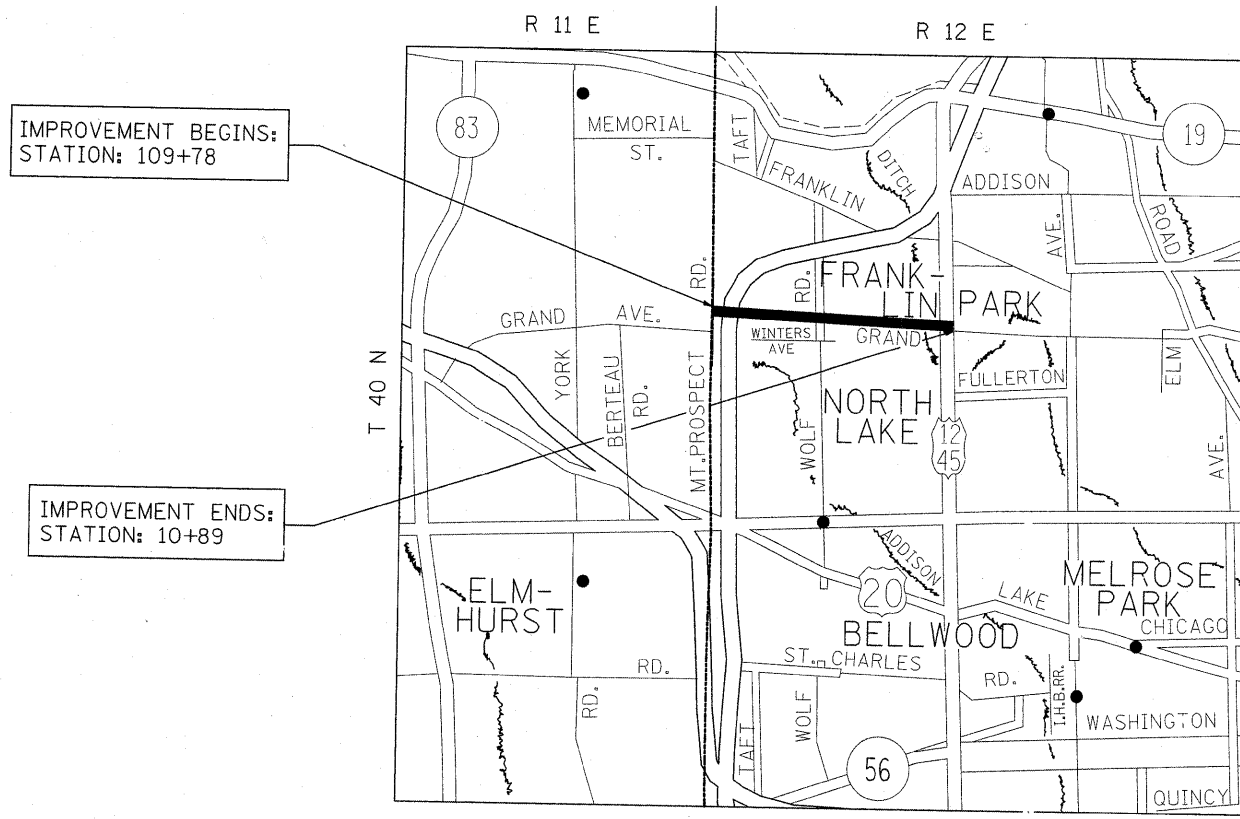 R 11 E
R 12 E
IMPROVEMENT BEGINS:
STATION: 109+78
83
MEMORIAL
ST.
TAFT
FRANKLIN
DITCH
ADDISON
19
AVE.
ROAD
RD.
RD.
FRANK-
LIN PARK
GRAND AVE.
WINTERS
AVE
GRAND
ELM
T 40 N
YORK
BERTEAU
RD.
MT. PROSPECT
FULLERTON
NORTH
LAKE
WOLF
12
45
AVE.
IMPROVEMENT ENDS:
STATION: 10+89
ADDISON
ELM-
HURST
20
LAKE
MELROSE
PARK
BELLWOOD
CHICAGO
ST. CHARLES
RD.
RD.
RD.
I.H.B.RR.
WOLF
TAFT
WASHINGTON
56
QUINCY